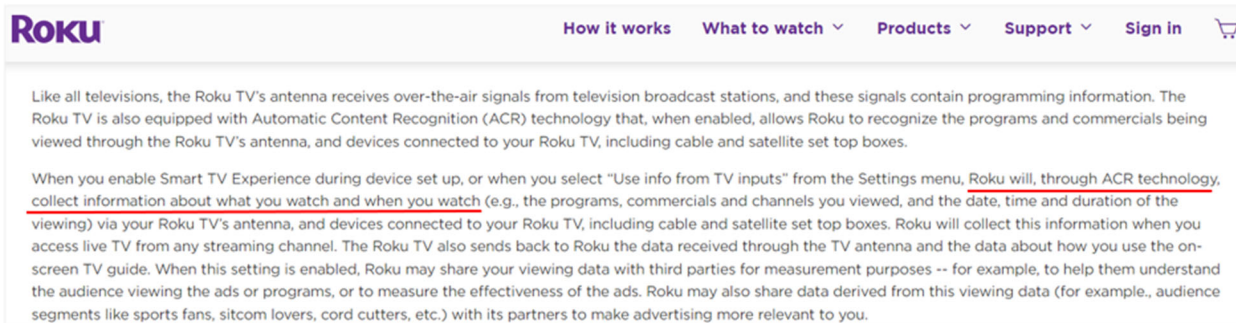 ROKU How it works What to watch Products Support Sign in
Like all televisions, the Roku TV's antenna receives over-the-air signals from television broadcast stations, and these signals contain programming information. The
Roku TV is also equipped with Automatic Content Recognition (ACR) technology that, when enabled, allows Roku to recognize the programs and commercials being
viewed through the Roku TV's antenna, and devices connected to your Roku TV, including cable and satellite set top boxes.
When you enable Smart TV Experience during device set up, or when you select "Use info from TV inputs" from the Settings menu, Roku will, through ACR technology,
collect information about what you watch and when you watch (e.g., the programs, commercials and channels you viewed, and the date, time and duration of the
viewing) via your Roku TV's antenna, and devices connected to your Roku TV, including cable and satellite set top boxes. Roku will collect this information when you
access live TV from any streaming channel. The Roku TV also sends back to Roku the data received through the TV antenna and the data about how you use the on-
screen TV guide. When this setting is enabled, Roku may share your viewing data with third parties for measurement purposes -- for example, to help them understand
the audience viewing the ads or programs, or to measure the effectiveness of the ads. Roku may also share data derived from this viewing data (for example., audience
segments like sports fans, sitcom lovers, cord cutters, etc.) with its partners to make advertising more relevant to you.